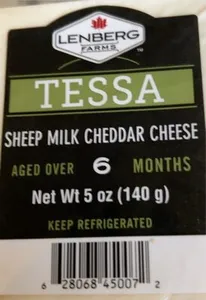 LENBERG
FARMS
TESSA
SHEEP MILK CHEDDAR CHEESE
AGED OVER 6 MONTHS
Net Wt 5 oz (140 g)
KEEP REFRIGERATED
6 28068 45007 2